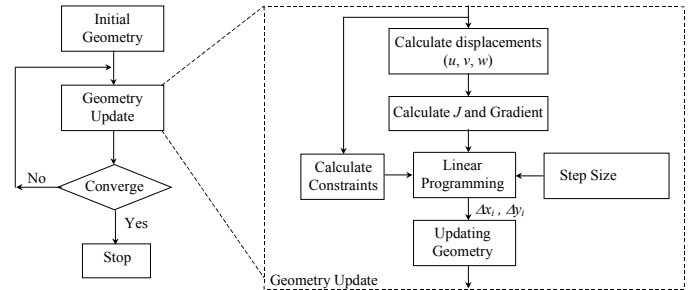 Initial
Geometry
Geometry
Update
No
Converge
Yes
Stop
Calculate displacements
(u, v, w)
Calculate J and Gradient
Calculate
Constraints
Linear
Programming
Step Size
Δxᵢ , Δyᵢ
Updating
Geometry
Geometry Update